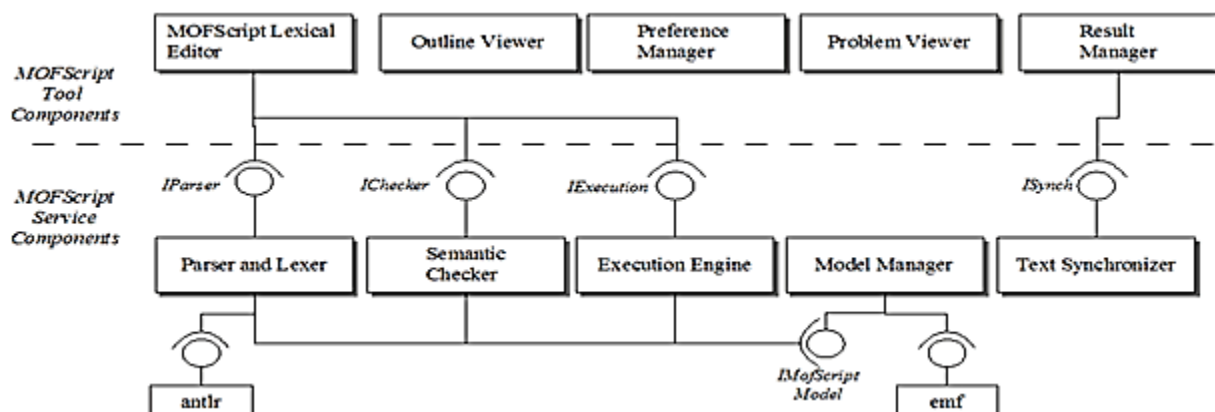 MOFScript Lexical
Editor
Outline Viewer
Preference
Manager
Problem Viewer
Result
Manager
MOFScript
Tool
Components
IParser
IChecker
IExecution
ISynch
MOFScript
Service
Components
Parser and Lexer
Semantic
Checker
Execution Engine
Model Manager
Text Synchronizer
IMofScript
Model
antlr
emf